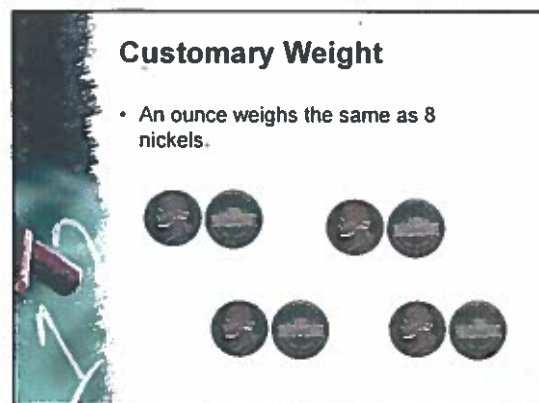 Customary Weight
• An ounce weighs the same as 8
nickels.